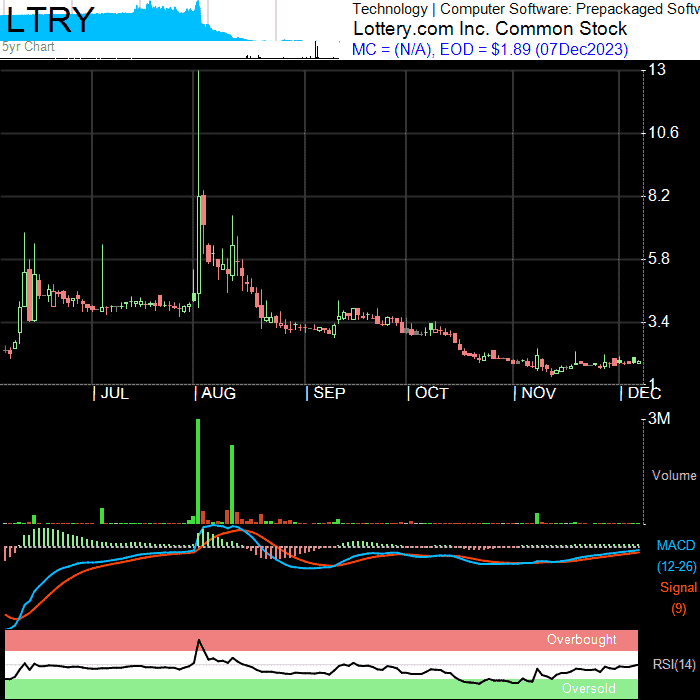 LTRY
5yr Chart
Technology | Computer Software: Prepackaged Softw
Lottery.com Inc. Common Stock
MC = (N/A), EOD = $1.89 (07Dec2023)
13
10.6
8.2
5.8
3.4
1
JUL AUG SEP OCT NOV DEC
3M
Volume
MACD
(12-26)
Signal
(9)
Overbought
RSI(14)
Oversold